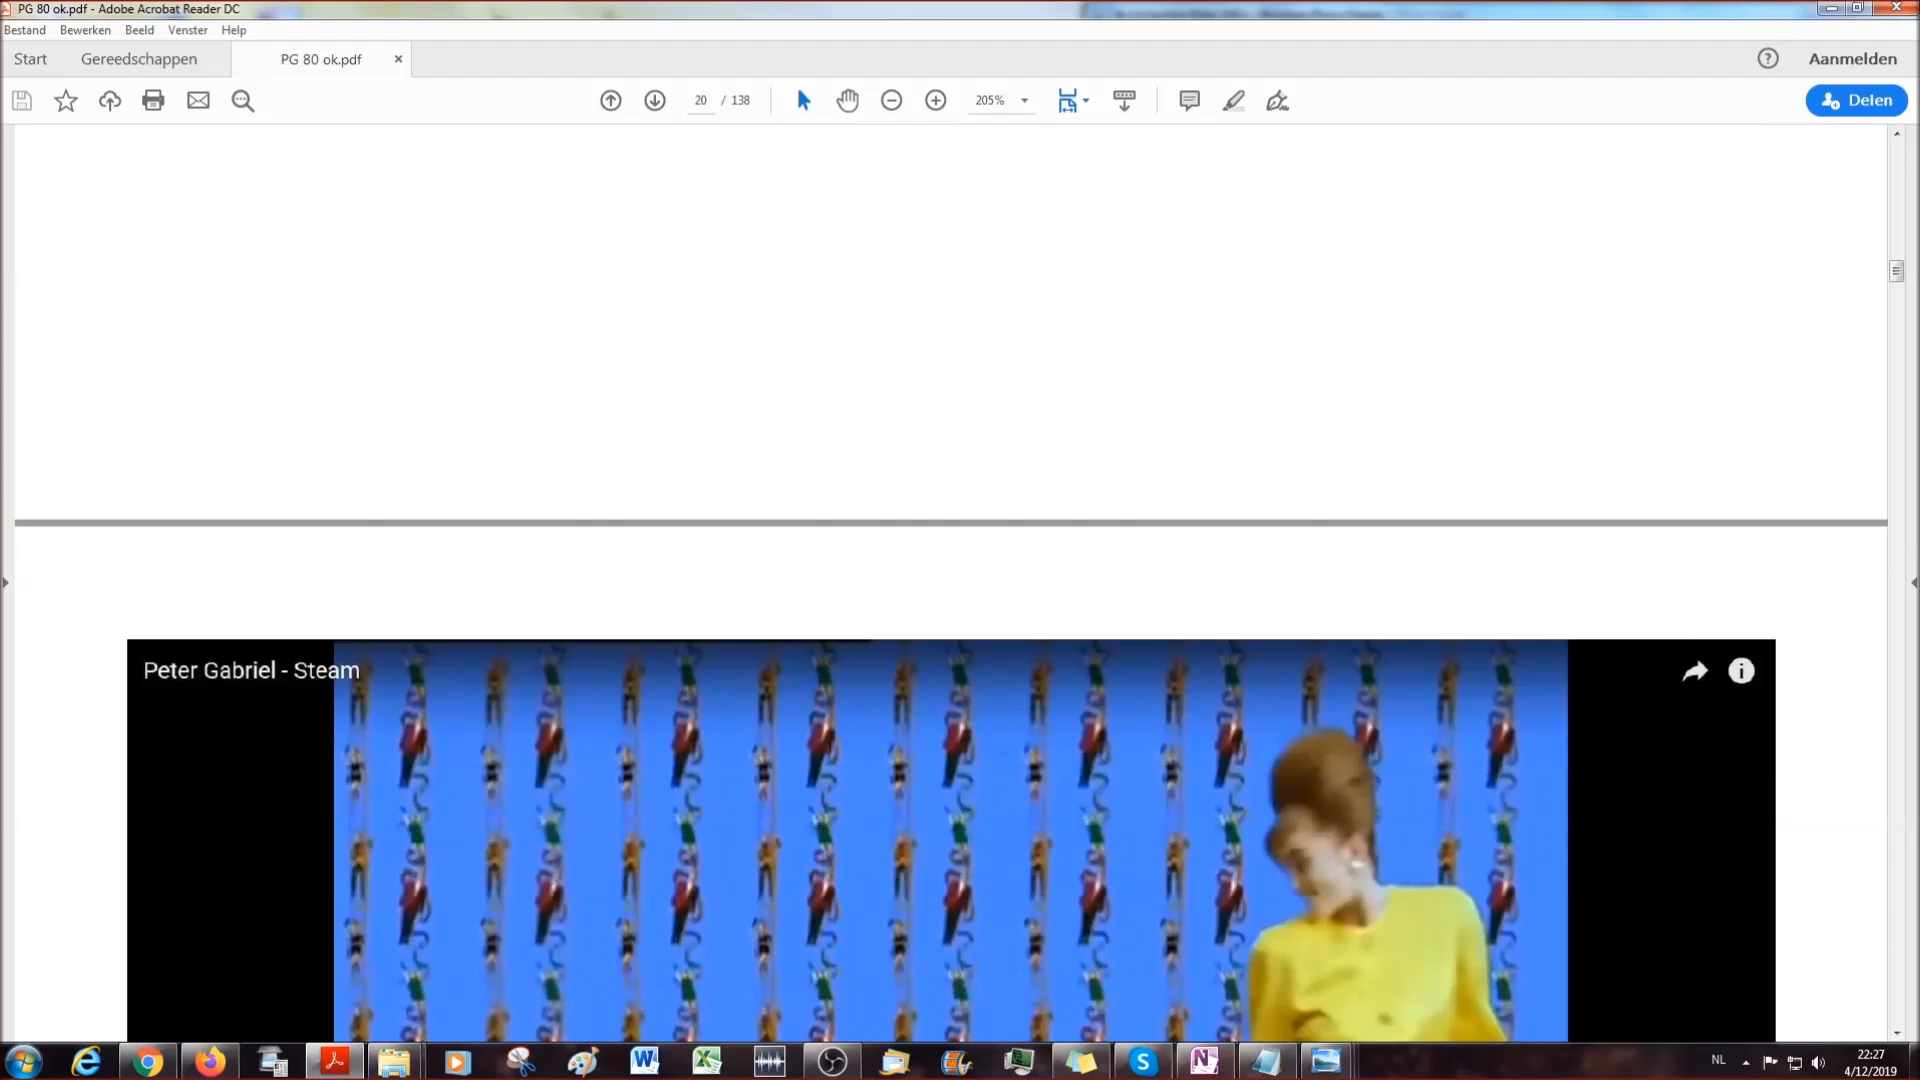 PG 80 ok.pdf - Adobe Acrobat Reader DC
Bestand Bewerken Beeld Venster Help
Start Gereedschappen PG 80 ok.pdf Aanmelden
20 / 138 205% Delen
Peter Gabriel - Steam
NL 22:27
4/12/2019